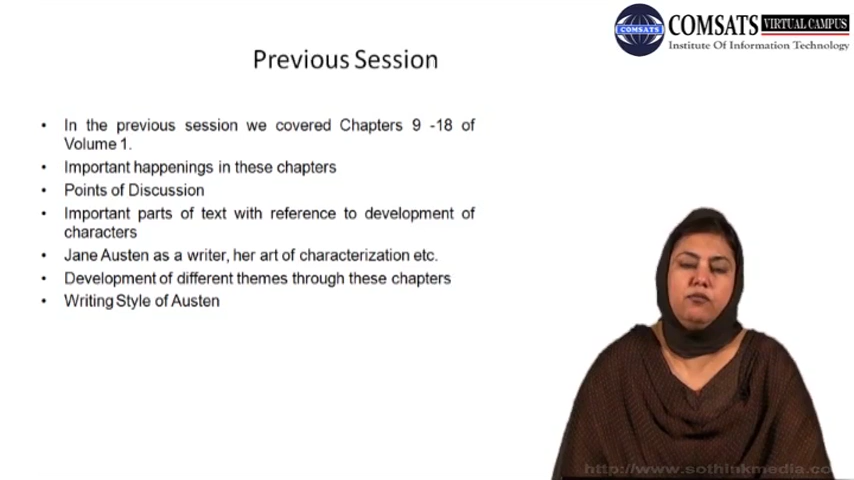 COMSATS VIRTUAL CAMPUS
COMSATS
Institute Of Information Technology
Previous Session
• In the previous session we covered Chapters 9 -18 of
Volume 1.
• Important happenings in these chapters
• Points of Discussion
• Important parts of text with reference to development of
characters
• Jane Austen as a writer, her art of characterization etc.
• Development of different themes through these chapters
• Writing Style of Austen
http://www.sothinkmedia.co